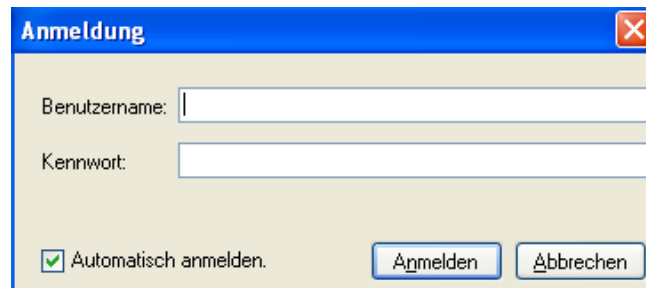 Anmeldung
Benutzername:
Kennwort:
Automatisch anmelden. Anmelden Abbrechen